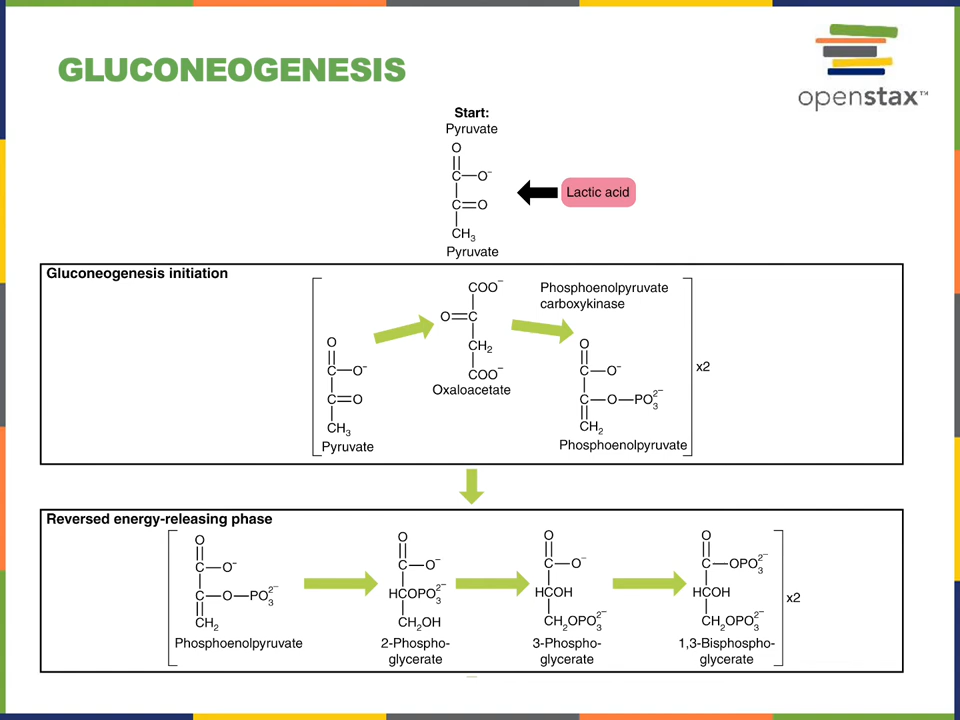 GLUCONEOGENESIS
openstax™
Start:
Pyruvate
O
C—O⁻
C=O
CH₃
Pyruvate
Lactic acid
Gluconeogenesis initiation
O
C—O⁻
C=O
CH₃
Pyruvate
COO⁻
O=C
CH₂
COO⁻
Oxaloacetate
Phosphoenolpyruvate
carboxykinase
O
C—O⁻
C—O—PO₃²⁻
CH₂
Phosphoenolpyruvate
x2
Reversed energy-releasing phase
O
C—O⁻
C—O—PO₃²⁻
CH₂
Phosphoenolpyruvate
O
C—O⁻
HCOPO₃²⁻
CH₂OH
2-Phospho-
glycerate
O
C—O⁻
HCOH
CH₂OPO₃²⁻
3-Phospho-
glycerate
O
C—OPO₃²⁻
HCOH
CH₂OPO₃²⁻
1,3-Bisphospho-
glycerate
x2